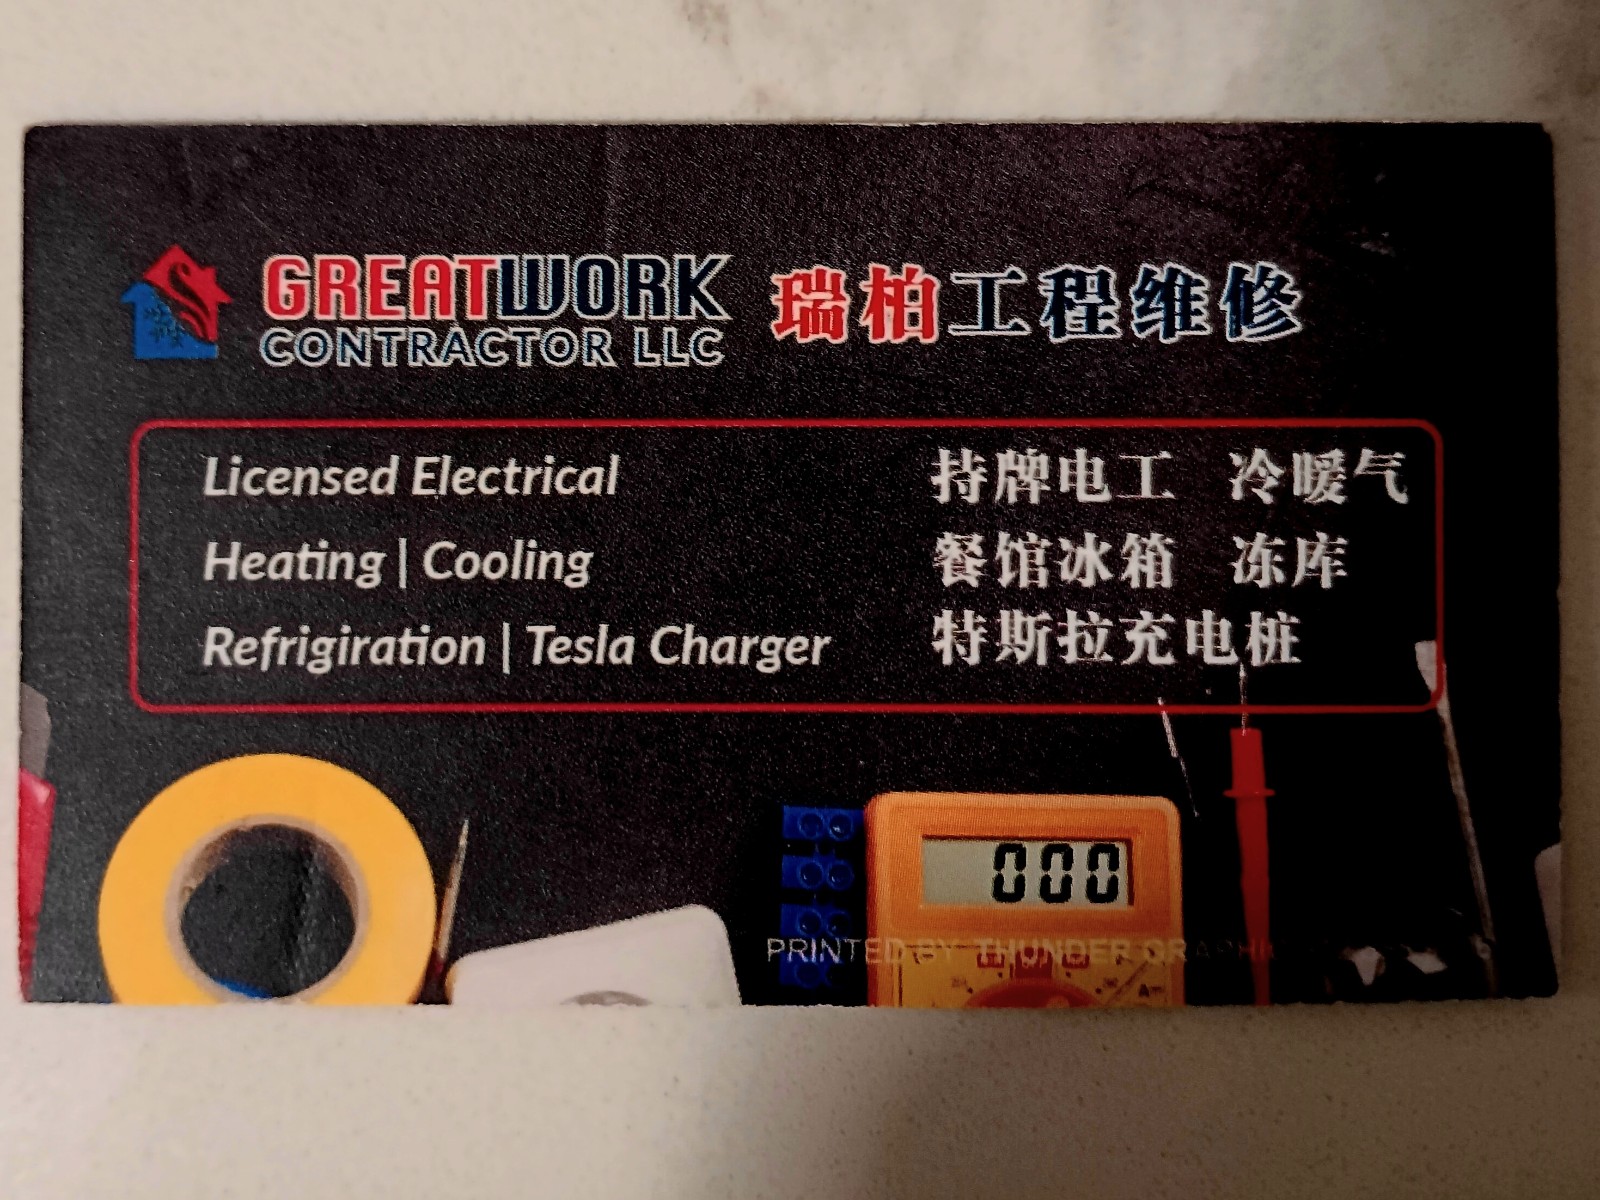 GREATWORK
CONTRACTOR LLC
瑞柏工程维修
Licensed Electrical
Heating | Cooling
Refrigiration | Tesla Charger
持牌电工 冷暖气
餐馆冰箱 冻库
特斯拉充电桩
000
PRINTED BY THUNDER